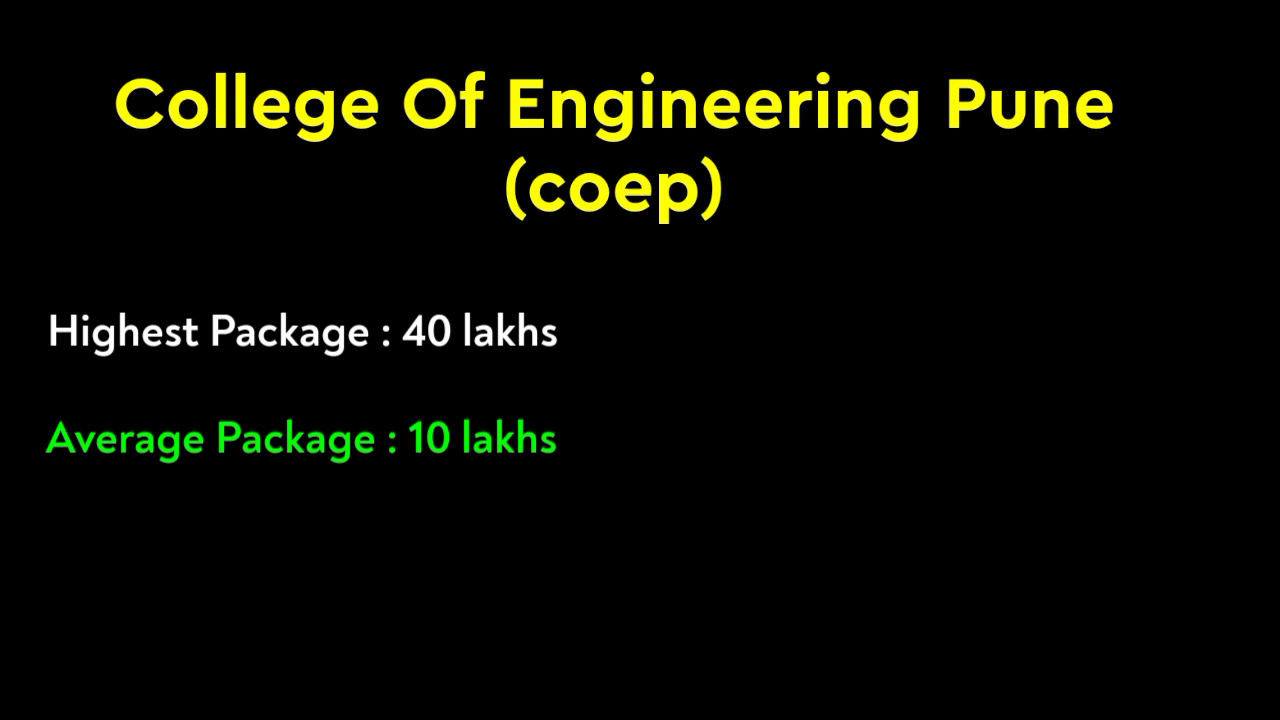 College Of Engineering Pune
(coep)
Highest Package : 40 lakhs
Average Package : 10 lakhs